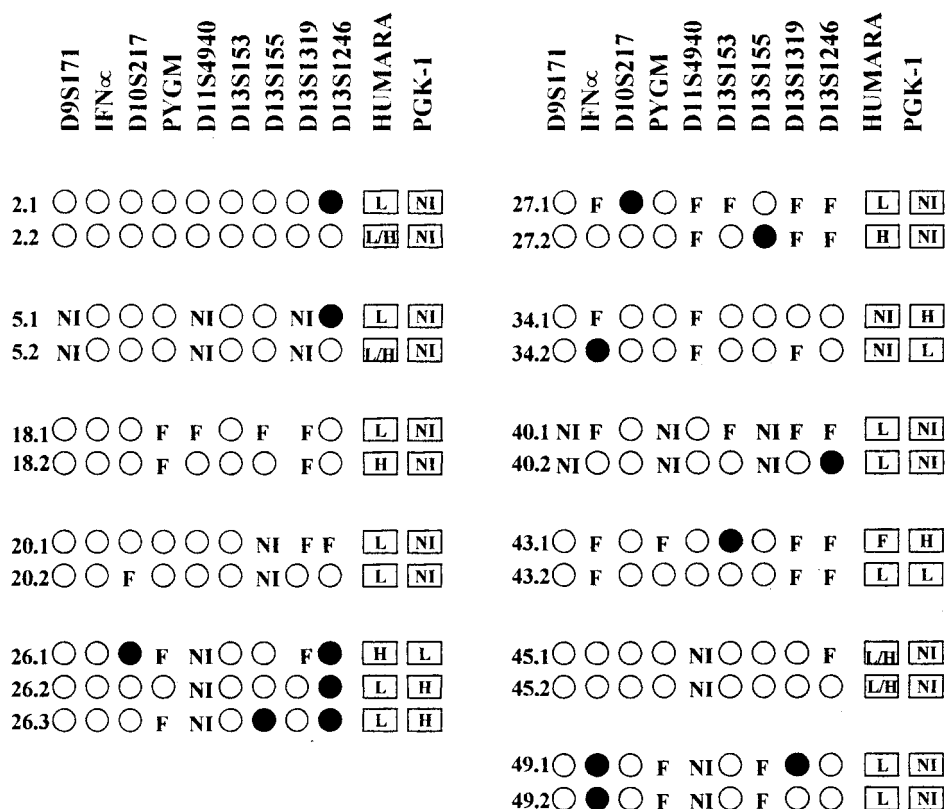 D9S171 IFN∝ D10S217 PYGM D11S4940 D13S153 D13S155 D13S1319 D13S1246 HUMARA PGK-1
2.1 L NI
2.2 L/H NI
5.1 NI NI NI L NI
5.2 NI NI NI L/H NI
18.1 F F F F L NI
18.2 F F H NI
20.1 NI F F L NI
20.2 F NI L NI
26.1 F NI F H L
26.2 NI L H
26.3 F NI L H
D9S171 IFN∝ D10S217 PYGM D11S4940 D13S153 D13S155 D13S1319 D13S1246 HUMARA PGK-1
27.1 F F F F F L NI
27.2 F F F H NI
34.1 F F NI H
34.2 F F NI L
40.1 NI F NI F NI F F L NI
40.2 NI NI NI L NI
43.1 F F F F F H
43.2 F F F L L
45.1 NI F L/H NI
45.2 NI L/H NI
49.1 F NI F L NI
49.2 F NI F L NI